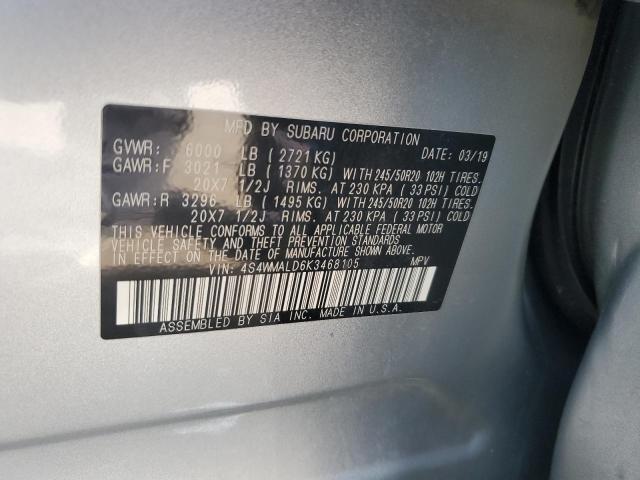 MFD BY SUBARU CORPORATION DATE: 03/19
GVWR: 6000 LB ( 2721 KG)
GAWR: F 3021 LB ( 1370 KG) WITH 245/50R20 102H TIRES.
20X7 1/2J RIMS. AT 230 KPA ( 33 PSI) COLD
GAWR: R 3296 LB ( 1495 KG) WITH 245/50R20 102H TIRES.
20X7 1/2J RIMS. AT 230 KPA ( 33 PSI) COLD
THIS VEHICLE CONFORMS TO ALL APPLICABLE FEDERAL MOTOR
VEHICLE SAFETY AND THEFT PREVENTION STANDARDS
IN EFFECT ON THE DATE OF MANUFACTURE SHOWN ABOVE.
VIN: 4S4WMALD6K3468105 MPV
ASSEMBLED BY SIA INC. MADE IN U.S.A.